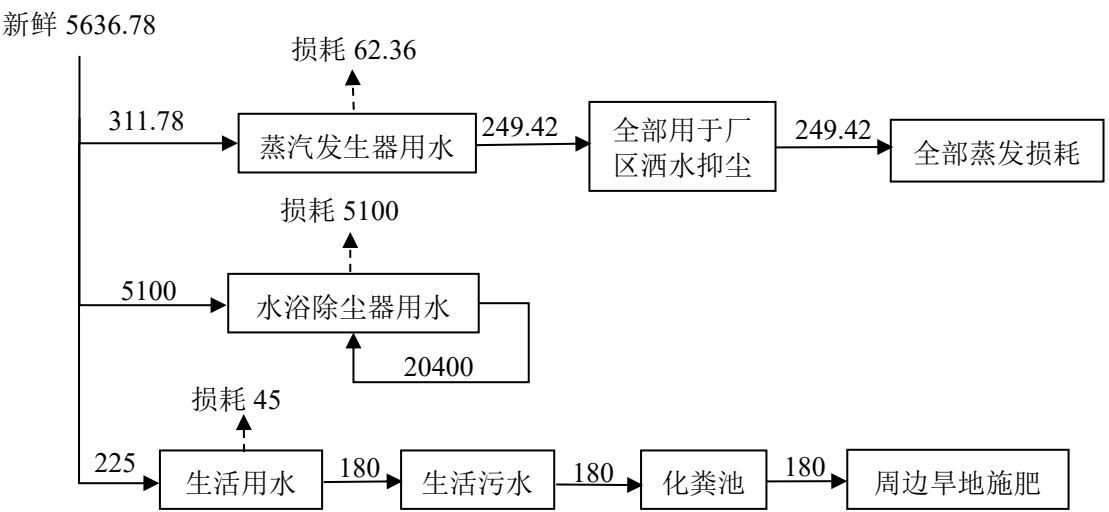 新鲜 5636.78
损耗 62.36
311.78
蒸汽发生器用水
249.42
全部用于厂
区洒水抑尘
249.42
全部蒸发损耗
损耗 5100
5100
水浴除尘器用水
20400
损耗 45
225
生活用水
180
生活污水
180
化粪池
180
周边旱地施肥